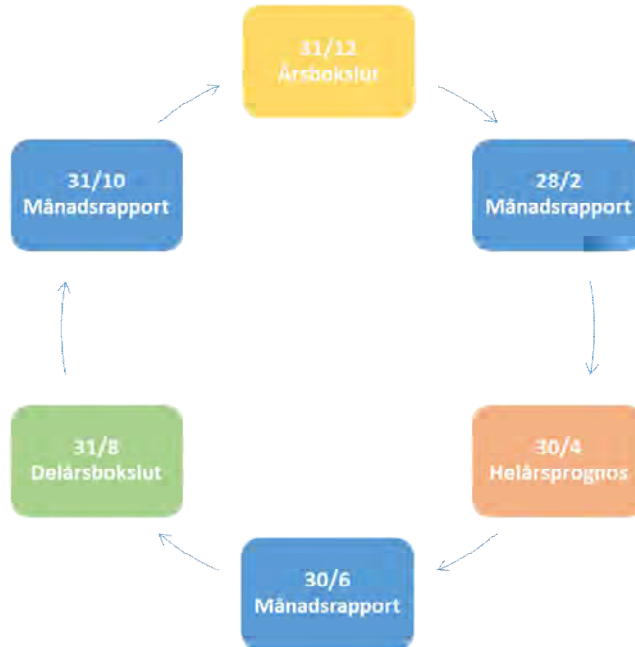 31/12
Årsbokslut
28/2
Månadsrapport
30/4
Helårsprognos
30/6
Månadsrapport
31/8
Delårsbokslut
31/10
Månadsrapport